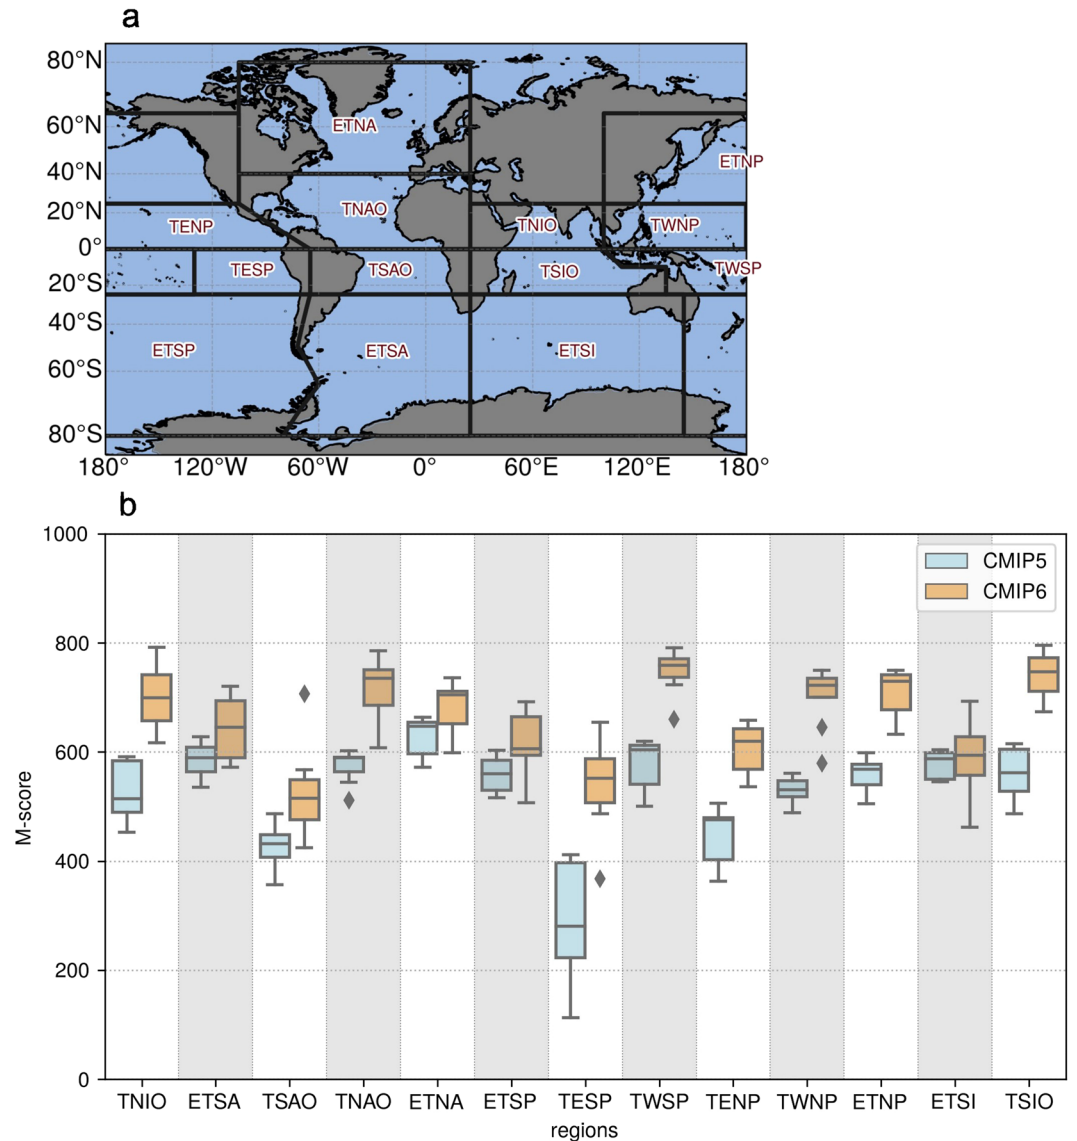 a
80°N
60°N
40°N
20°N
0°
20°S
40°S
60°S
80°S
ETNA
ETNP
TNAO
TENP
TNIO
TWNP
TESP
TSAO
TSIO
TWSP
ETSP
ETSA
ETSI
180° 120°W 60°W 0° 60°E 120°E 180°
b
1000
800
600
400
200
0
M-score
CMIP5
CMIP6
TNIO ETSA TSAO TNAO ETNA ETSP TESP TWSP TENP TWNP ETNP ETSI TSIO
regions